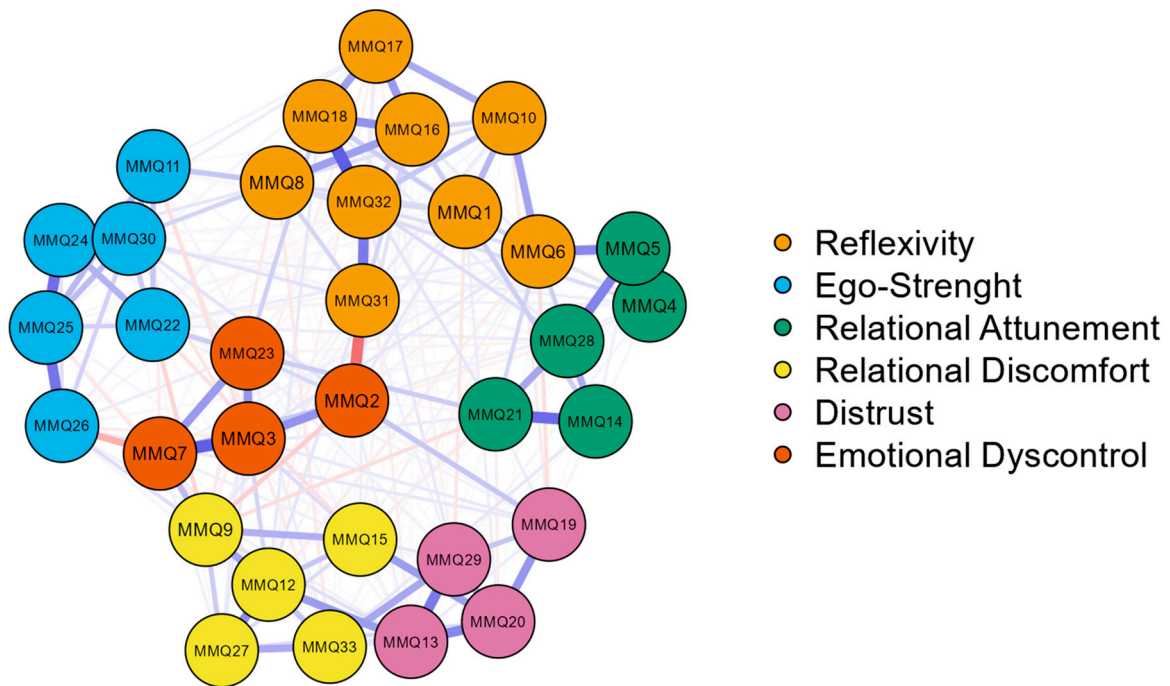 MMQ17
MMQ18
MMQ16
MMQ10
MMQ11
MMQ8
MMQ32
MMQ1
MMQ24
MMQ30
MMQ6
MMQ5
MMQ31
MMQ4
MMQ25
MMQ22
MMQ28
MMQ23
MMQ2
MMQ21
MMQ14
MMQ26
MMQ3
MMQ7
MMQ9
MMQ15
MMQ19
MMQ29
MMQ12
MMQ20
MMQ13
MMQ27
MMQ33
Reflexivity
Ego-Strenght
Relational Attunement
Relational Discomfort
Distrust
Emotional Dyscontrol